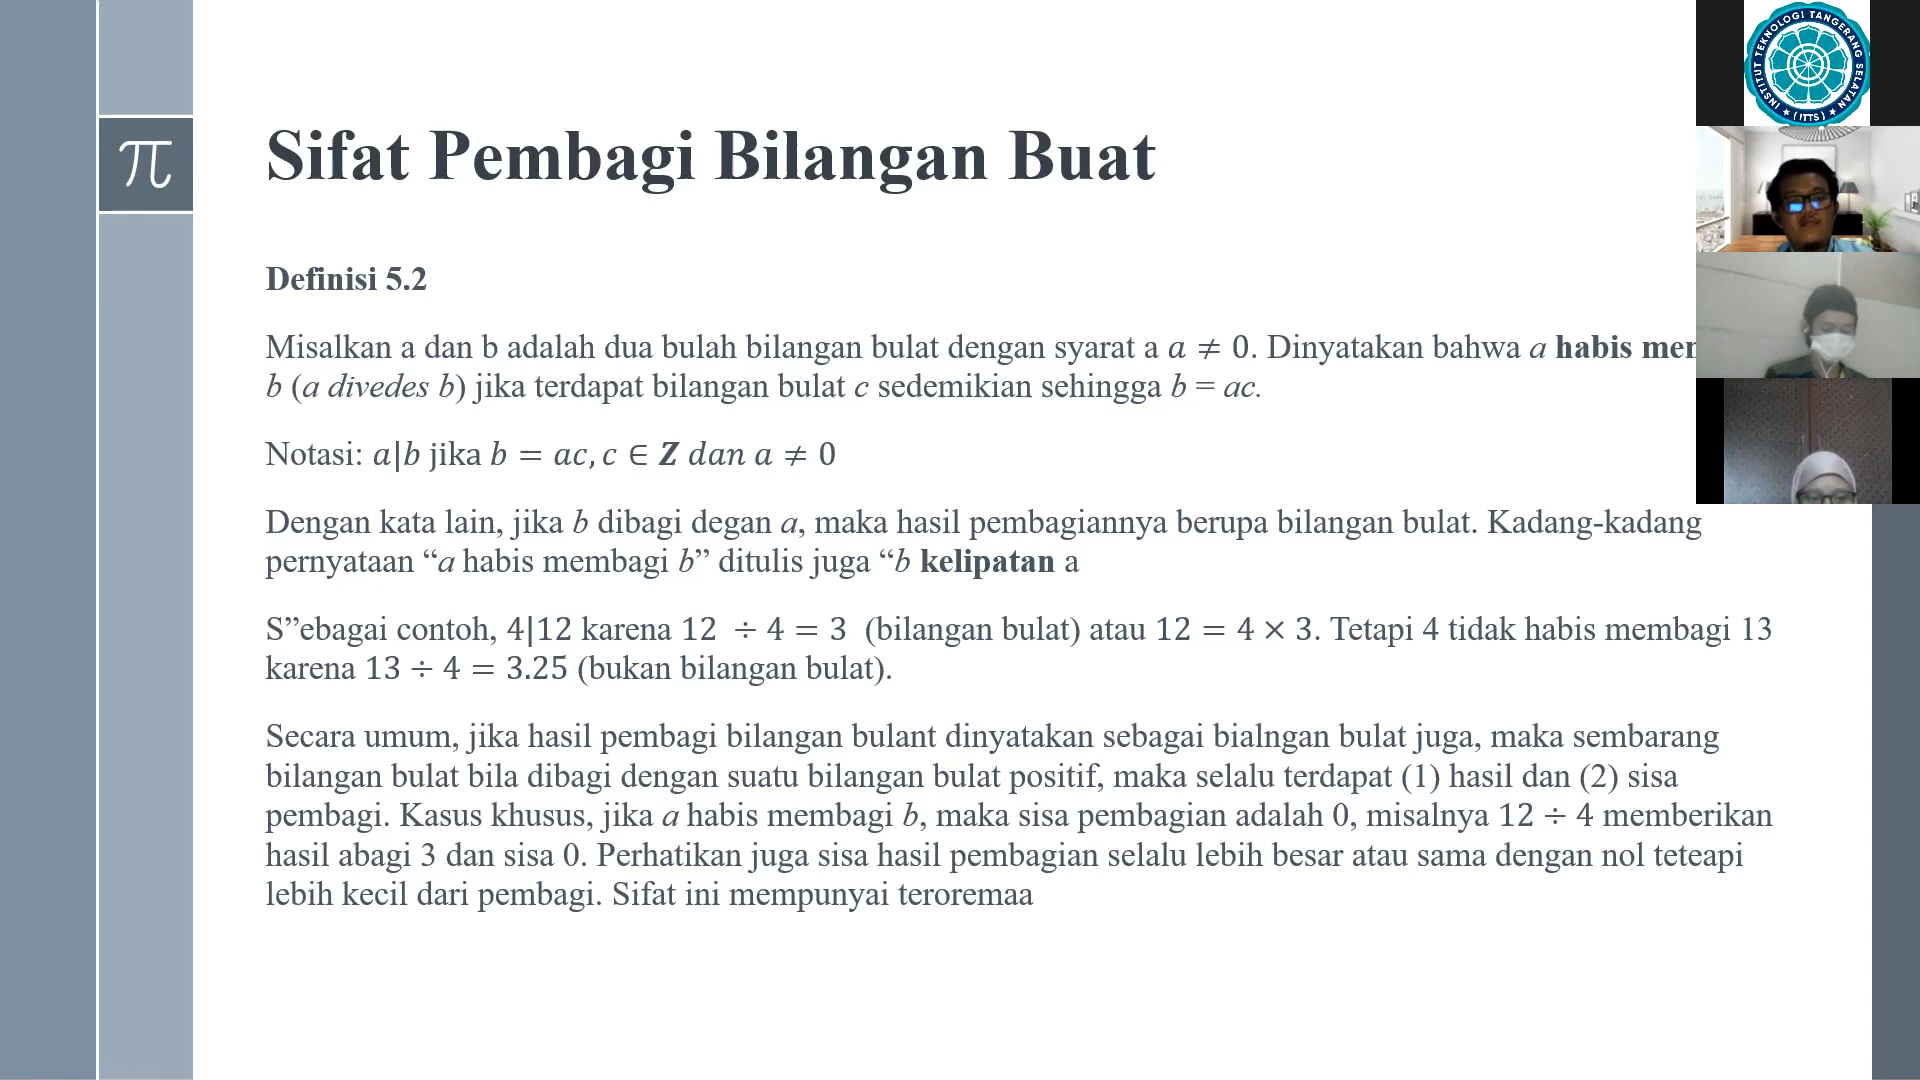 π
Sifat Pembagi Bilangan Buat
Definisi 5.2
Misalkan a dan b adalah dua bulah bilangan bulat dengan syarat a a ≠ 0. Dinyatakan bahwa a habis
b (a divedes b) jika terdapat bilangan bulat c sedemikian sehingga b = ac.
Notasi: a|b jika b = ac, c ∈ Z dan a ≠ 0
Dengan kata lain, jika b dibagi degan a, maka hasil pembagiannya berupa bilangan bulat. Kadang-kadang
pernyataan “a habis membagi b” ditulis juga “b kelipatan a
S”ebagai contoh, 4|12 karena 12 ÷ 4 = 3 (bilangan bulat) atau 12 = 4 × 3. Tetapi 4 tidak habis membagi 13
karena 13 ÷ 4 = 3.25 (bukan bilangan bulat).
Secara umum, jika hasil pembagi bilangan bulant dinyatakan sebagai bialngan bulat juga, maka sembarang
bilangan bulat bila dibagi dengan suatu bilangan bulat positif, maka selalu terdapat (1) hasil dan (2) sisa
pembagi. Kasus khusus, jika a habis membagi b, maka sisa pembagian adalah 0, misalnya 12 ÷ 4 memberikan
hasil abagi 3 dan sisa 0. Perhatikan juga sisa hasil pembagian selalu lebih besar atau sama dengan nol teteapi
lebih kecil dari pembagi. Sifat ini mempunyai teroremaa
INSTITUT TEKNOLOGI TANGERANG SELATAN
(ITTS)